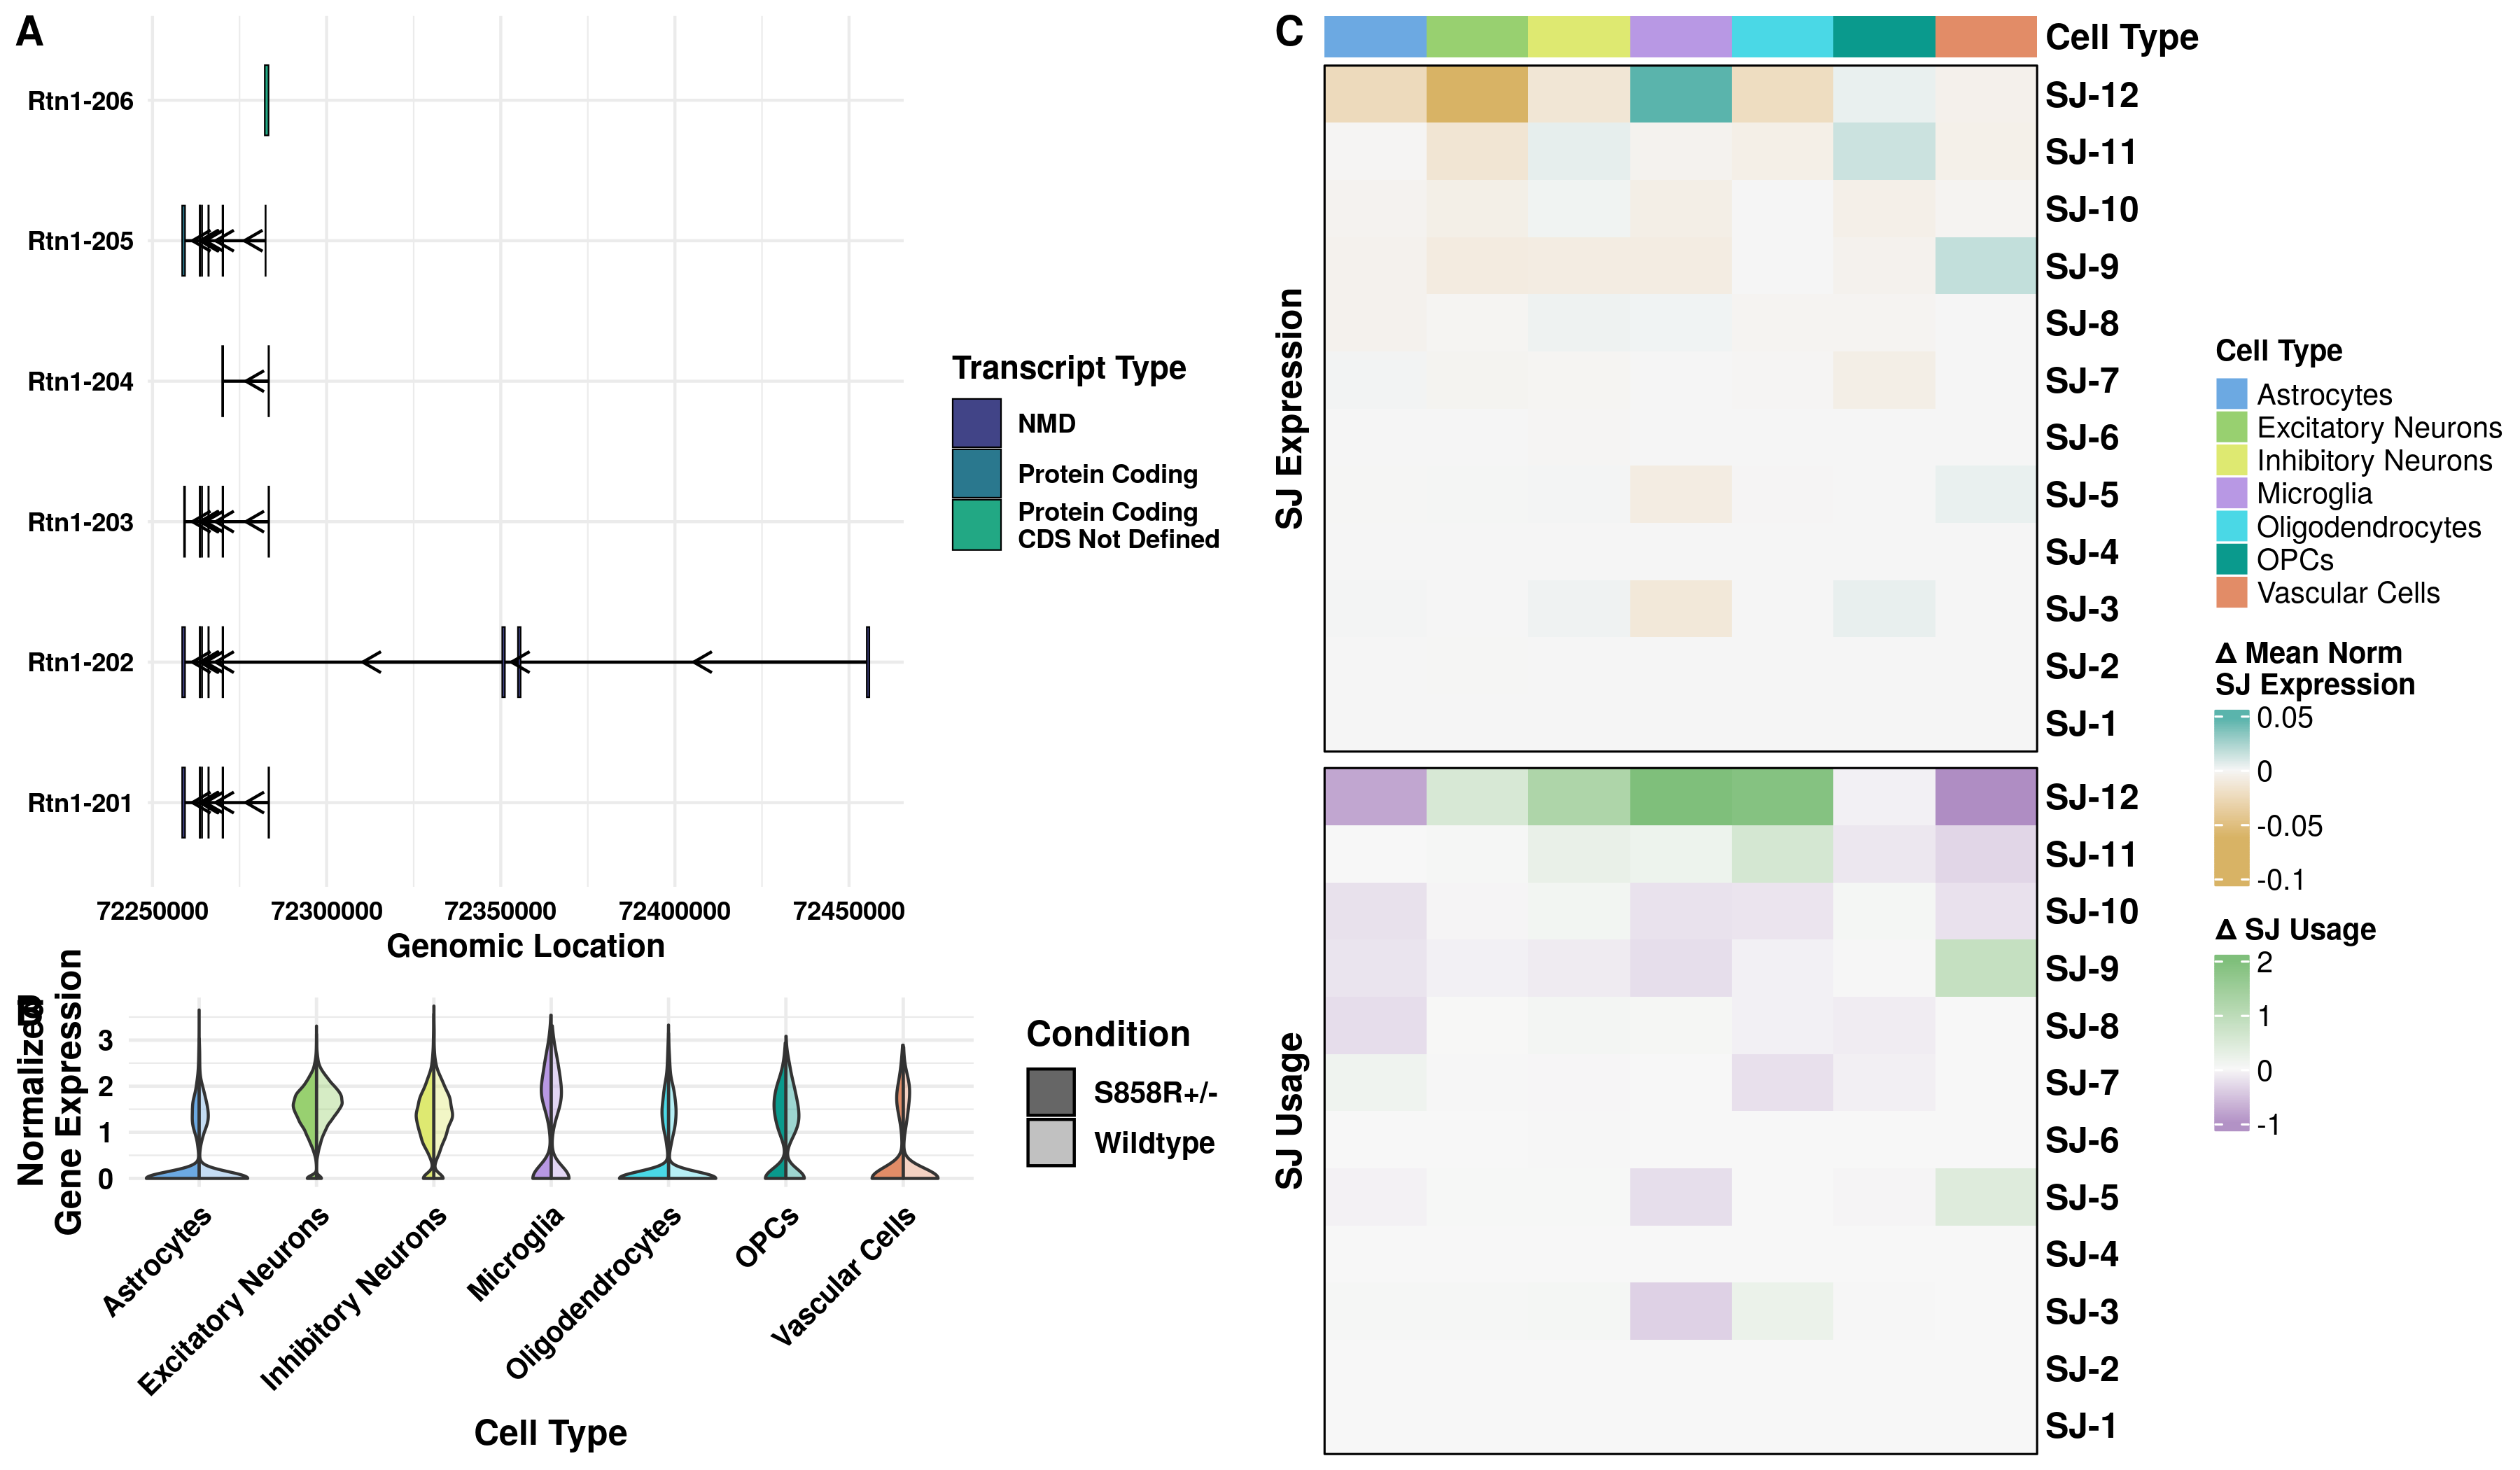 A
Rtn1-206
Rtn1-205
Rtn1-204
Rtn1-203
Rtn1-202
Rtn1-201
72250000 72300000 72350000 72400000 72450000
Genomic Location
Transcript Type
NMD
Protein Coding
Protein Coding
CDS Not Defined
B
Normalized
Gene Expression
3
2
1
0
Astrocytes
Excitatory Neurons
Inhibitory Neurons
Microglia
Oligodendrocytes
OPCs
Vascular Cells
Cell Type
Condition
S858R+/-
Wildtype
C
Cell Type
SJ Expression
SJ-12
SJ-11
SJ-10
SJ-9
SJ-8
SJ-7
SJ-6
SJ-5
SJ-4
SJ-3
SJ-2
SJ-1
SJ Usage
SJ-12
SJ-11
SJ-10
SJ-9
SJ-8
SJ-7
SJ-6
SJ-5
SJ-4
SJ-3
SJ-2
SJ-1
Cell Type
Astrocytes
Excitatory Neurons
Inhibitory Neurons
Microglia
Oligodendrocytes
OPCs
Vascular Cells
Δ Mean Norm
SJ Expression
0.05
0
-0.05
-0.1
Δ SJ Usage
2
1
0
-1